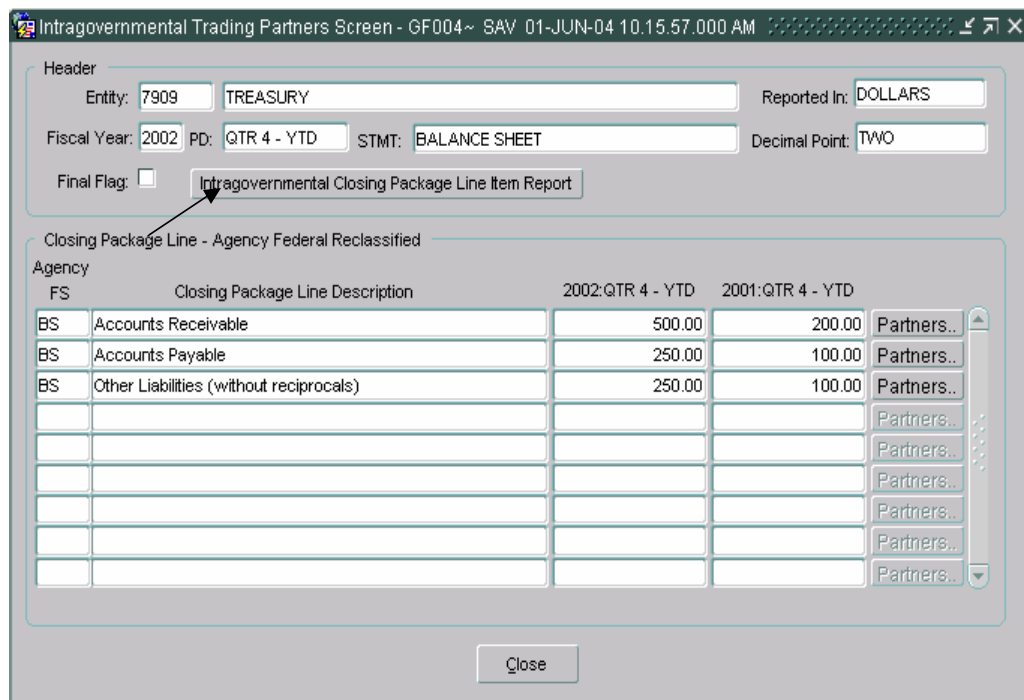 Intragovernmental Trading Partners Screen - GF004~ SAV 01-JUN-04 10.15.57.000 AM
Header
Entity: 7909 TREASURY Reported In: DOLLARS
Fiscal Year: 2002 PD: QTR 4 - YTD STMT: BALANCE SHEET Decimal Point: TWO
Final Flag: Intragovernmental Closing Package Line Item Report
Closing Package Line - Agency Federal Reclassified
Agency
FS Closing Package Line Description 2002:QTR 4 - YTD 2001:QTR 4 - YTD
BS Accounts Receivable 500.00 200.00 Partners..
BS Accounts Payable 250.00 100.00 Partners..
BS Other Liabilities (without reciprocals) 250.00 100.00 Partners..
Partners..
Partners..
Partners..
Partners..
Partners..
Partners..
Close